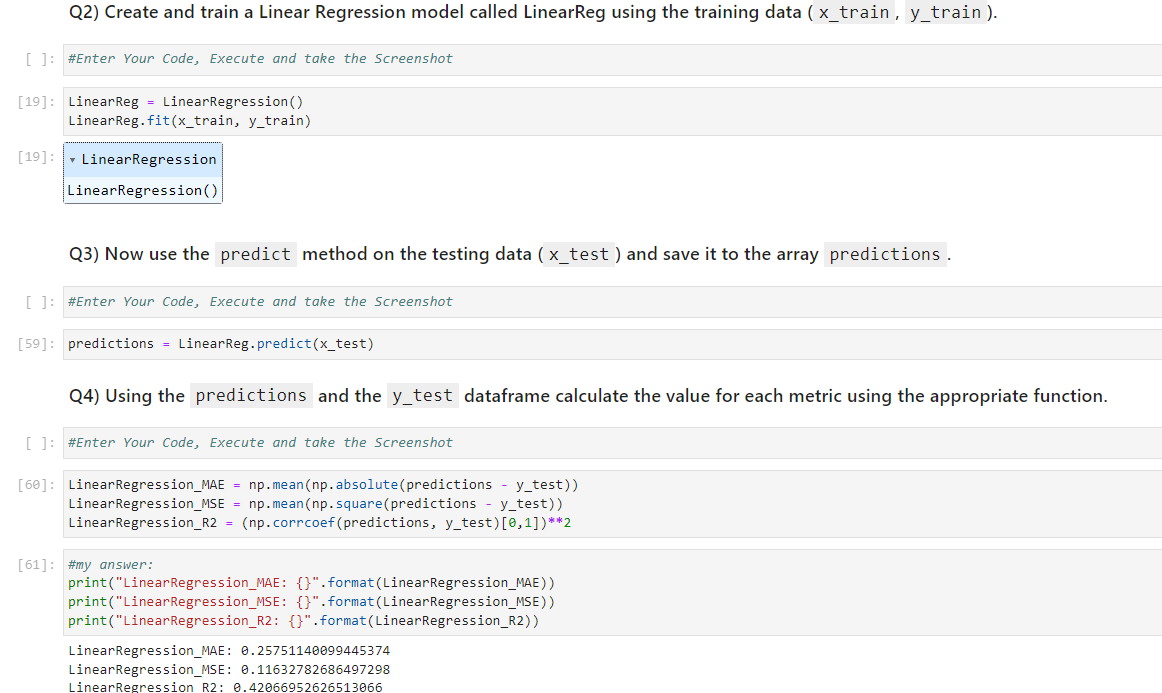 Q2) Create and train a Linear Regression model called LinearReg using the training data ( x_train , y_train ).
[ ]: #Enter Your Code, Execute and take the Screenshot
[19]: LinearReg = LinearRegression()
LinearReg.fit(x_train, y_train)
[19]: ▾ LinearRegression
LinearRegression()
Q3) Now use the predict method on the testing data ( x_test ) and save it to the array predictions .
[ ]: #Enter Your Code, Execute and take the Screenshot
[59]: predictions = LinearReg.predict(x_test)
Q4) Using the predictions and the y_test dataframe calculate the value for each metric using the appropriate function.
[ ]: #Enter Your Code, Execute and take the Screenshot
[60]: LinearRegression_MAE = np.mean(np.absolute(predictions - y_test))
LinearRegression_MSE = np.mean(np.square(predictions - y_test))
LinearRegression_R2 = (np.corrcoef(predictions, y_test)[0,1])**2
[61]: #my answer:
print("LinearRegression_MAE: {}".format(LinearRegression_MAE))
print("LinearRegression_MSE: {}".format(LinearRegression_MSE))
print("LinearRegression_R2: {}".format(LinearRegression_R2))
LinearRegression_MAE: 0.25751140099445374
LinearRegression_MSE: 0.11632782686497298
LinearRegression_R2: 0.42066952626513066